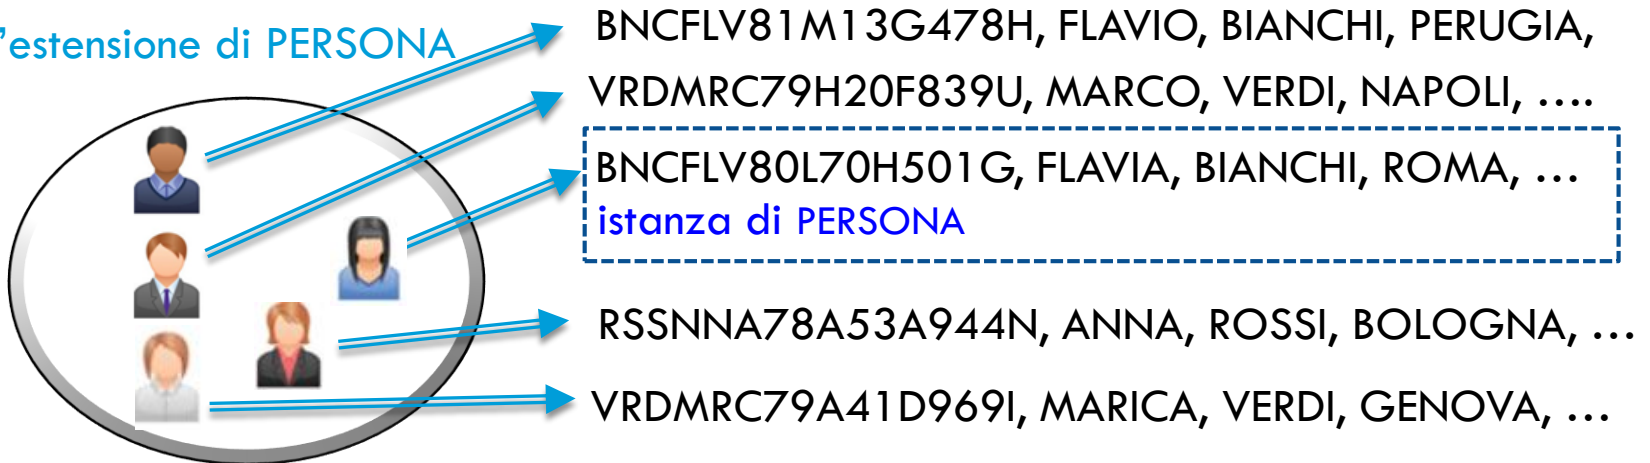 'estensione di PERSONA
BNCFLV81M13G478H, FLAVIO, BIANCHI, PERUGIA,
VRDMRC79H20F839U, MARCO, VERDI, NAPOLI, ....
BNCFLV80L70H501G, FLAVIA, BIANCHI, ROMA, ...
istanza di PERSONA
RSSNNA78A53A944N, ANNA, ROSSI, BOLOGNA, ...
VRDMRC79A41D969I, MARICA, VERDI, GENOVA, ...